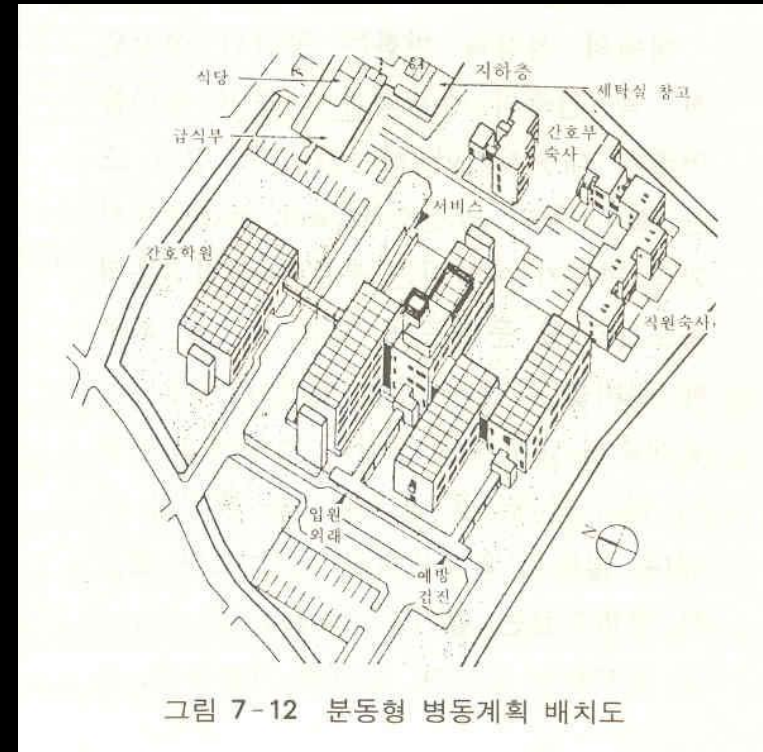 식당
지하층
세탁실 창고
급식부
간호부
숙사
서비스
간호학원
직원숙사
입원
외래
예방
검진
N
그림 7-12 분동형 병동계획 배치도